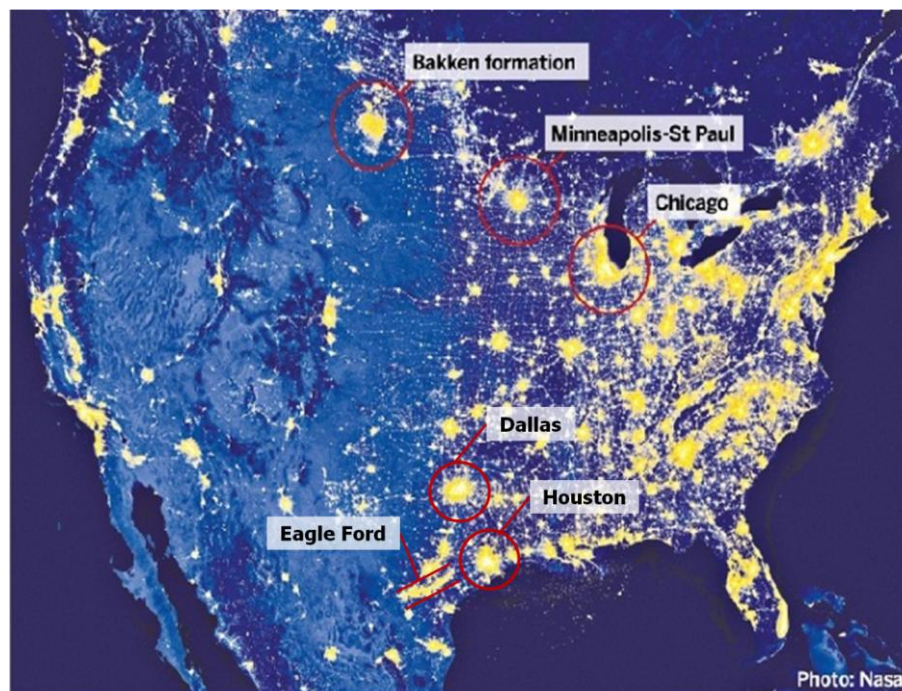 Bakken formation
Minneapolis-St Paul
Chicago
Dallas
Houston
Eagle Ford
Photo: Nasa